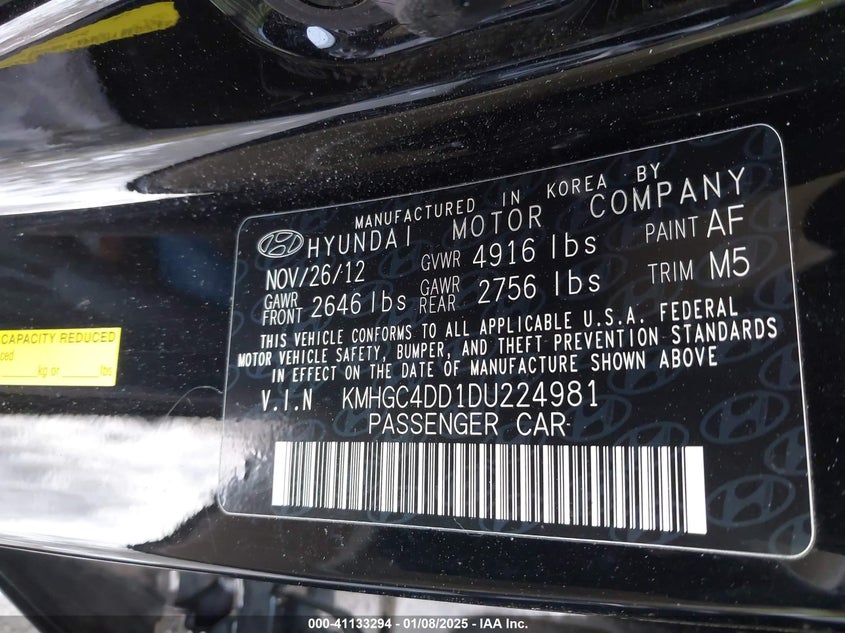 MANUFACTURED IN KOREA BY
HYUNDAI MOTOR COMPANY
NOV/26/12 GVWR 4916 lbs PAINT AF
GAWR FRONT 2646 lbs GAWR REAR 2756 lbs TRIM M5
THIS VEHICLE CONFORMS TO ALL APPLICABLE U.S.A. FEDERAL
MOTOR VEHICLE SAFETY, BUMPER, AND THEFT PREVENTION STANDARDS
IN EFFECT ON THE DATE OF MANUFACTURE SHOWN ABOVE
V.I.N KMHGC4DD1DU224981
PASSENGER CAR
CAPACITY REDUCED
kg or lbs
000-41133294 - 01/08/2025 - IAA Inc.